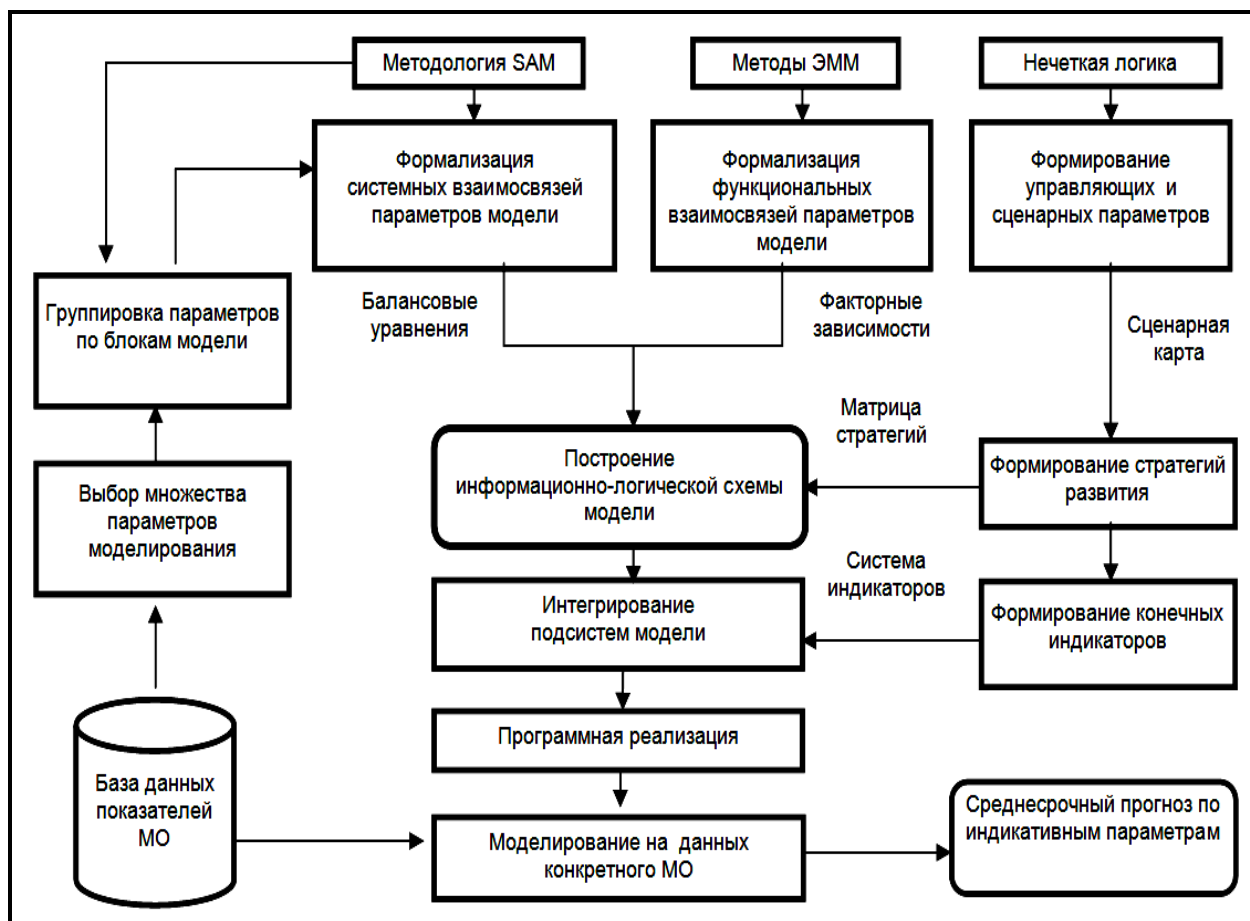 Методология SAM
Методы ЭММ
Нечеткая логика
Формализация
системных взаимосвязей
параметров модели
Формализация
функциональных
взаимосвязей параметров
модели
Формирование
управляющих и
сценарных параметров
Группировка параметров
по блокам модели
Балансовые
уравнения
Факторные
зависимости
Сценарная
карта
Матрица
стратегий
Выбор множества
параметров
моделирования
Построение
информационно-логической схемы
модели
Формирование стратегий
развития
Система
индикаторов
Интегрирование
подсистем модели
Формирование конечных
индикаторов
Программная реализация
База данных
показателей
МО
Моделирование на данных
конкретного МО
Среднесрочный прогноз по
индикативным параметрам